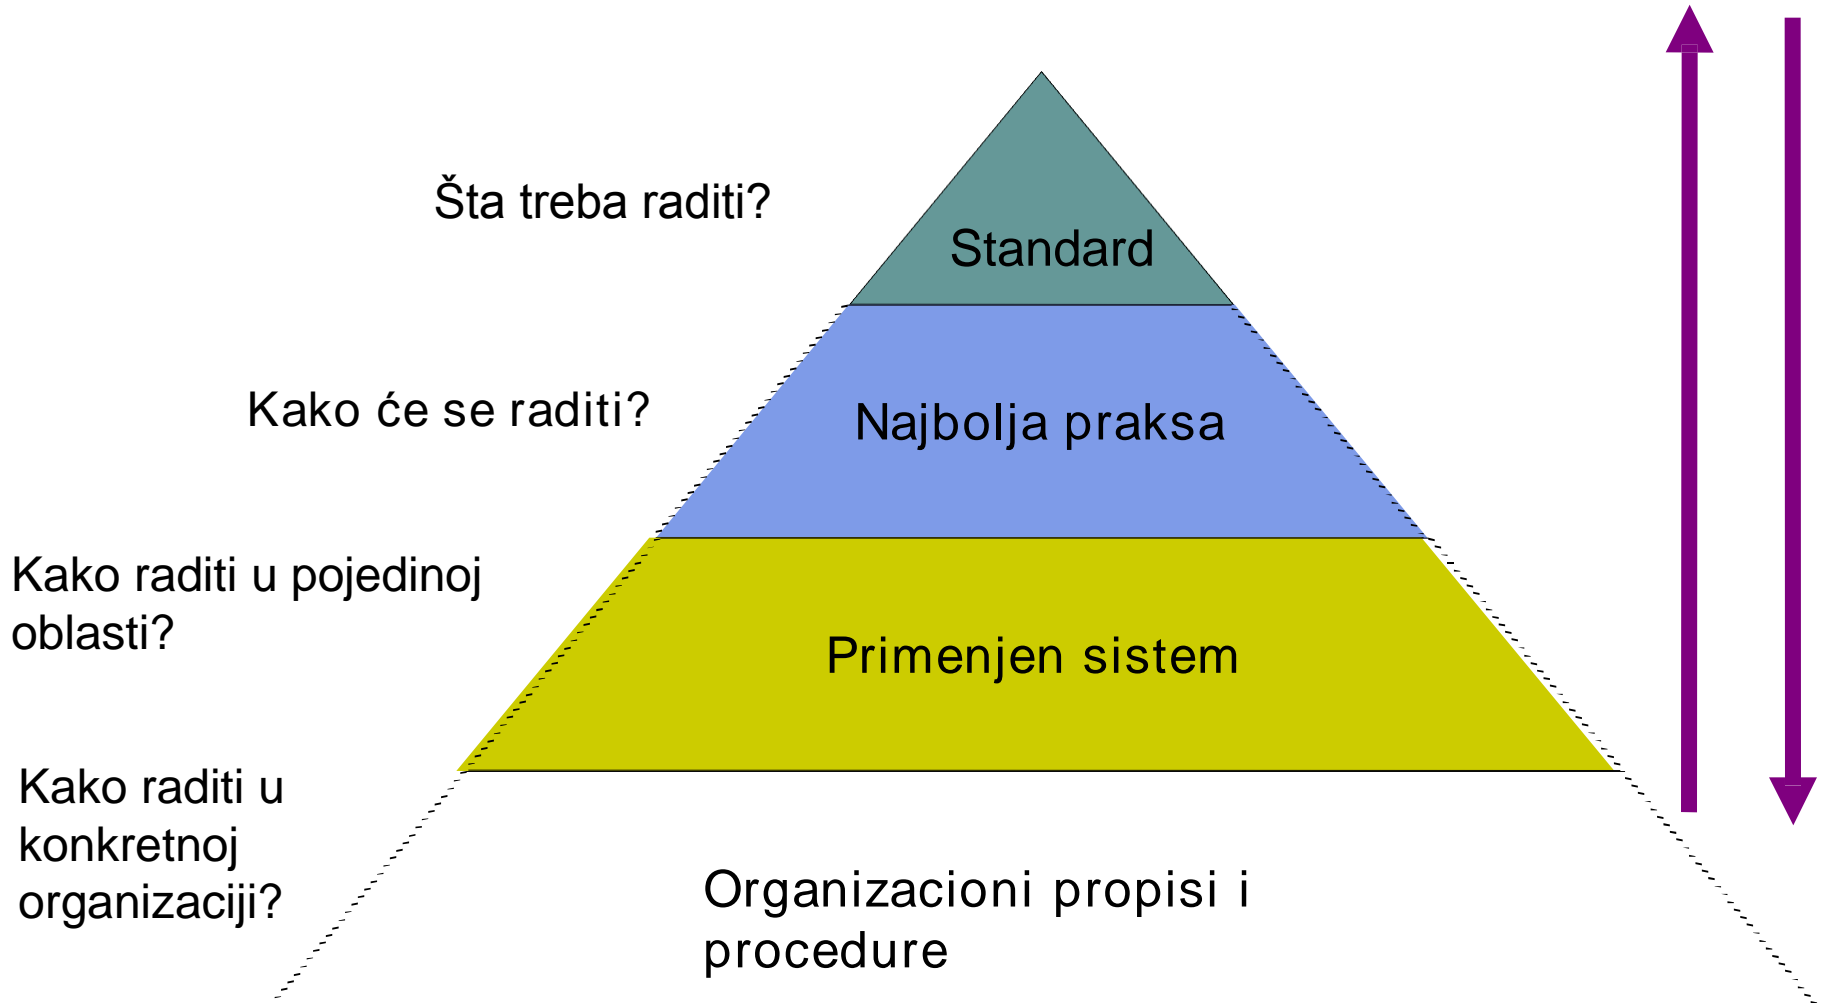 Šta treba raditi?
Standard
Kako će se raditi?
Najbolja praksa
Kako raditi u pojedinoj
oblasti?
Primenjen sistem
Kako raditi u
konkretnoj
organizaciji?
Organizacioni propisi i
procedure